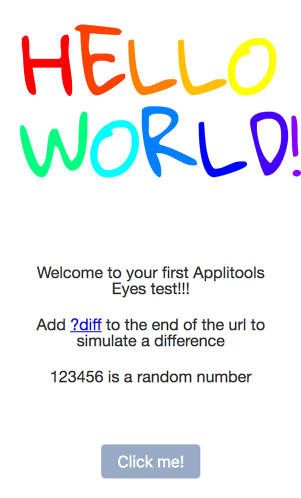 HELLO
WORLD!
Welcome to your first Applitools
Eyes test!!!
Add ?diff to the end of the url to
simulate a difference
123456 is a random number
Click me!